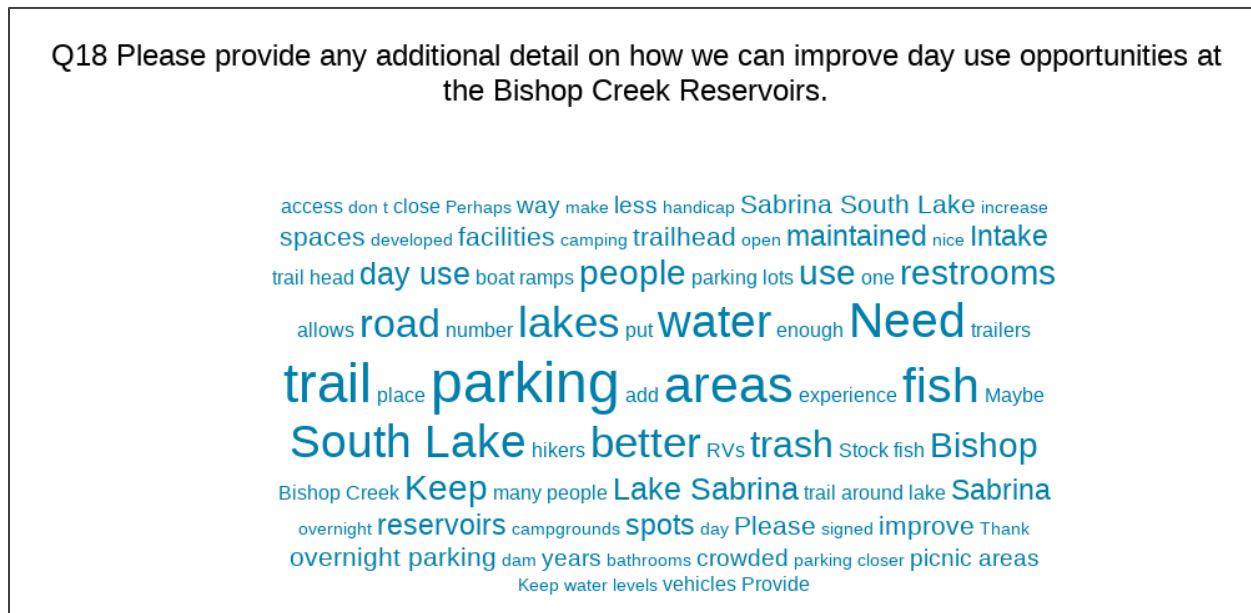 Q18 Please provide any additional detail on how we can improve day use opportunities at
the Bishop Creek Reservoirs.
access don t close Perhaps way make less handicap Sabrina South Lake increase
spaces developed facilities camping trailhead open maintained nice Intake
trail head day use boat ramps people parking lots use one restrooms
allows road number lakes put water enough Need trailers
trail place parking add areas experience fish Maybe
South Lake hikers better RVs trash Stock fish Bishop
Bishop Creek Keep many people Lake Sabrina trail around lake Sabrina
overnight reservoirs campgrounds spots day Please signed improve Thank
overnight parking dam years bathrooms crowded parking closer picnic areas
Keep water levels vehicles Provide